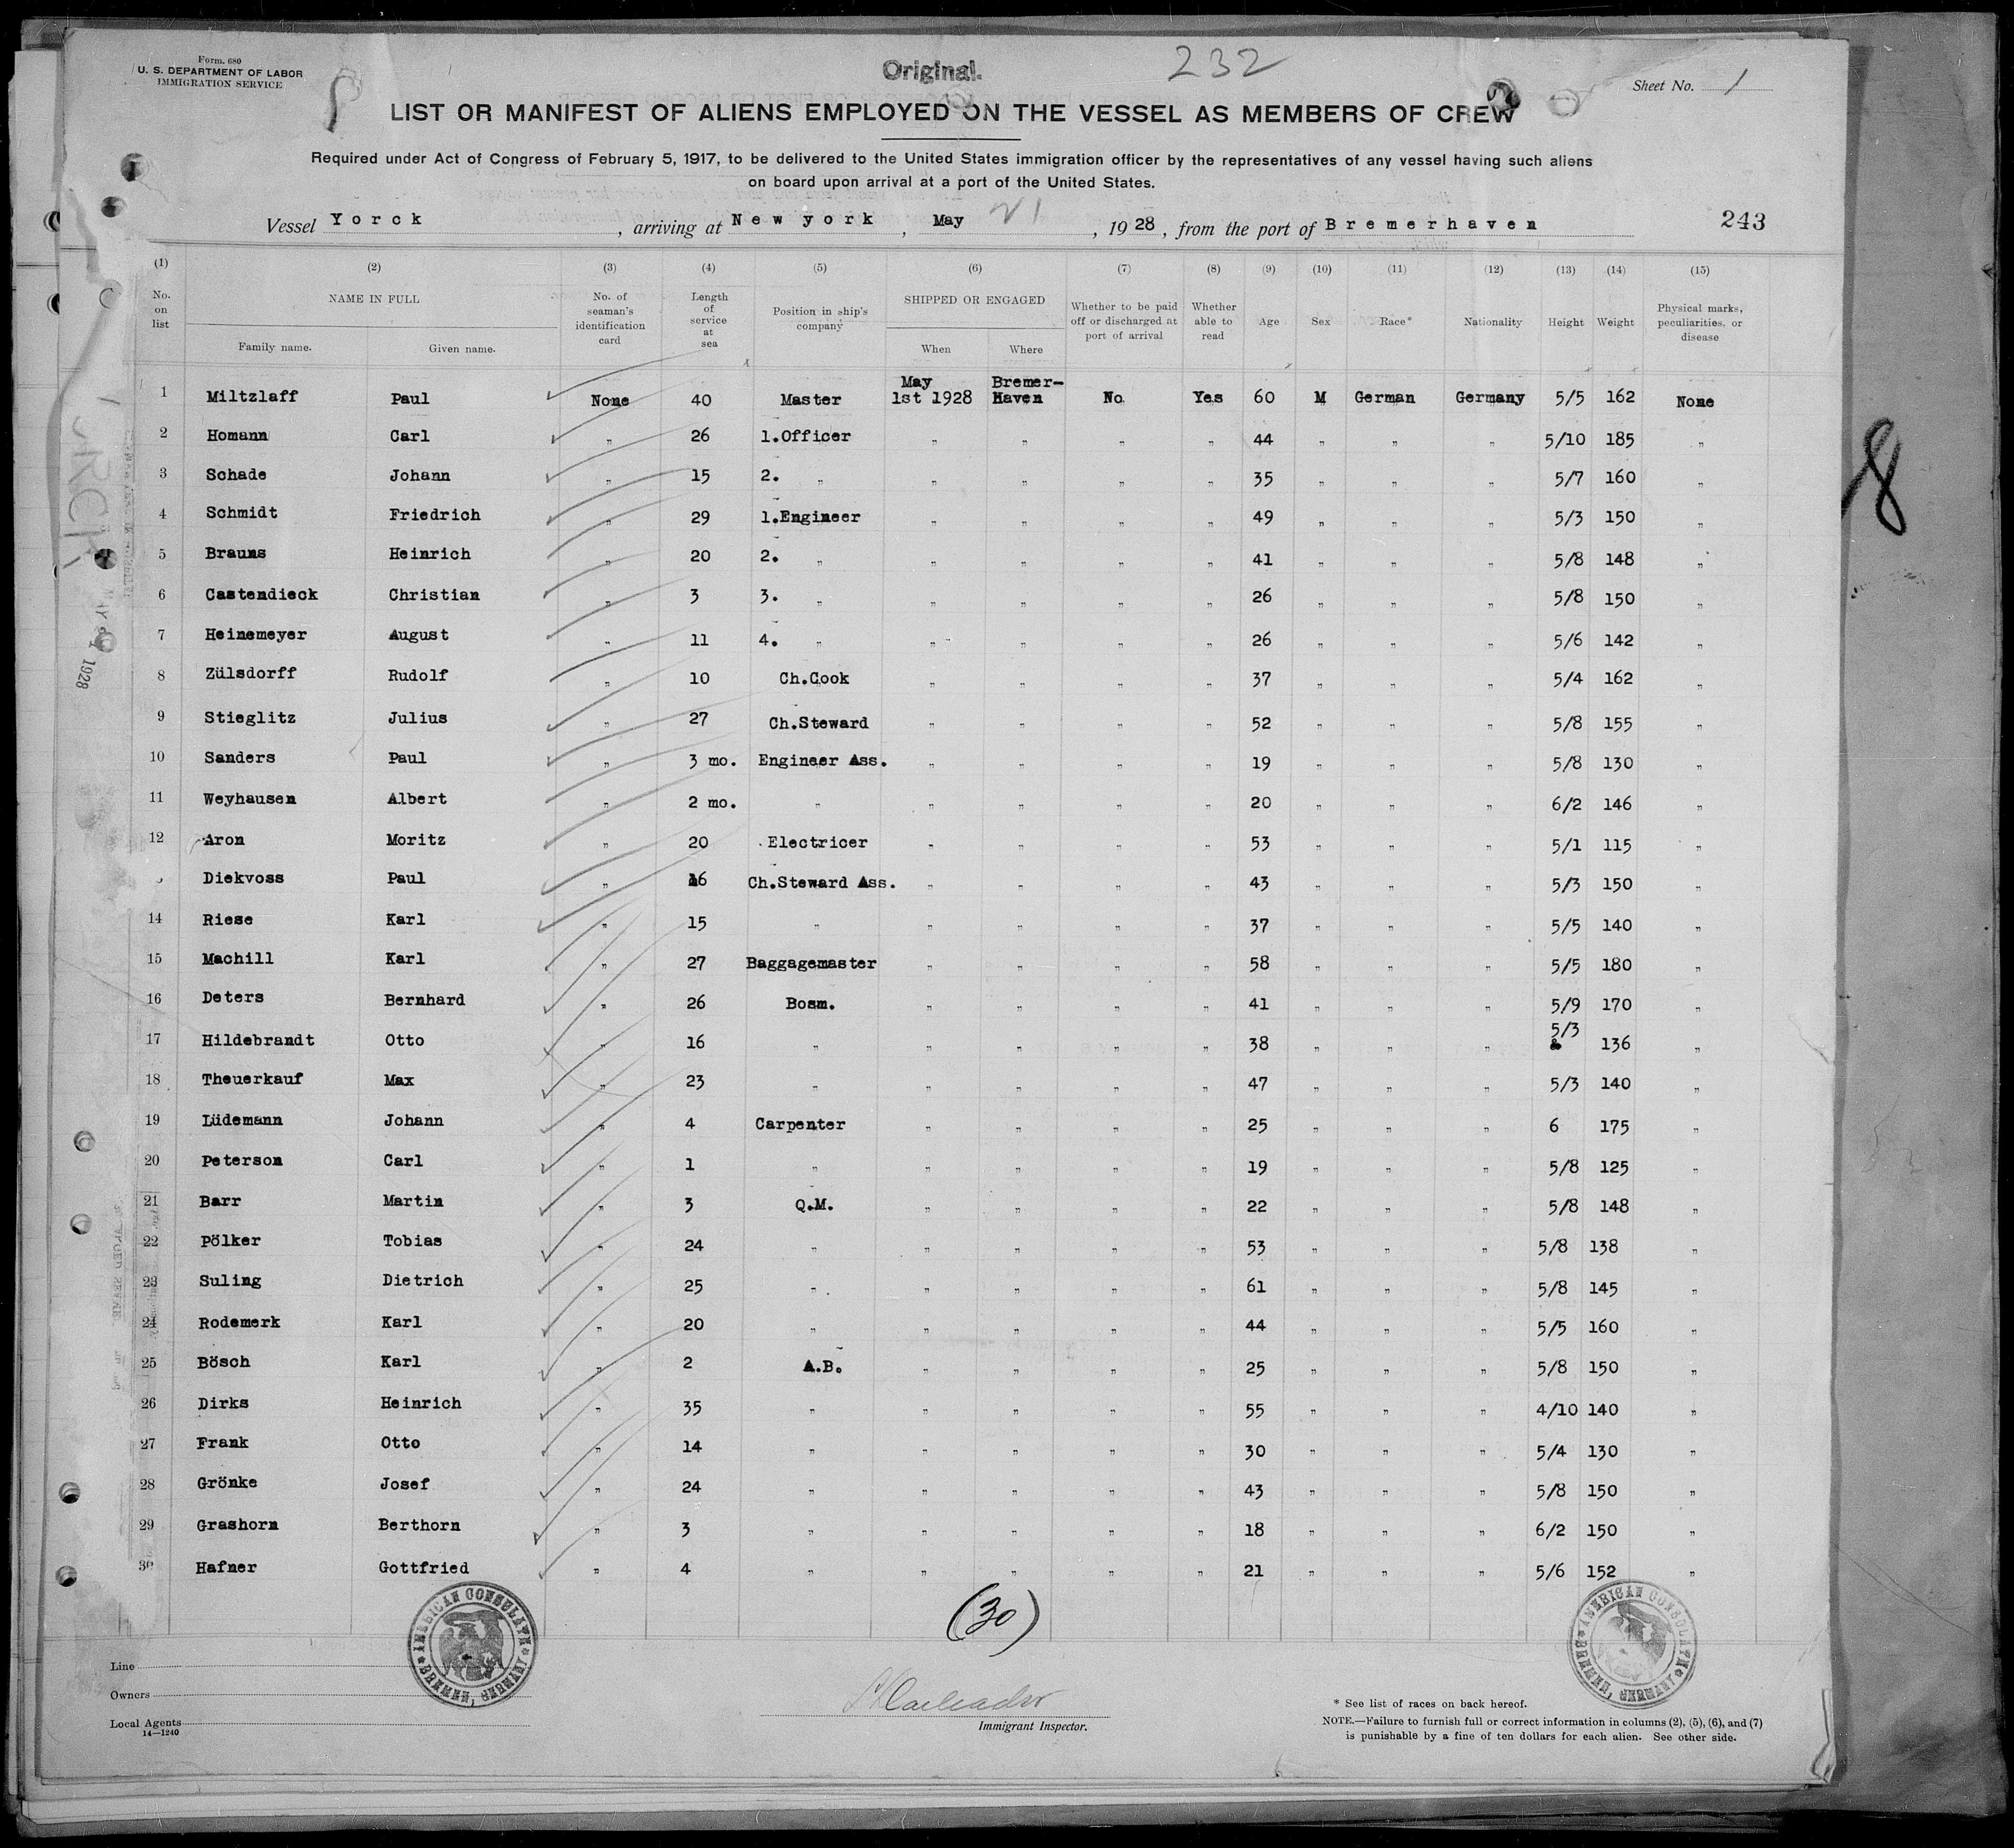 Form. 680
U. S. DEPARTMENT OF LABOR
IMMIGRATION SERVICE
Original.
232
Sheet No. 1
LIST OR MANIFEST OF ALIENS EMPLOYED ON THE VESSEL AS MEMBERS OF CREW
Required under Act of Congress of February 5, 1917, to be delivered to the United States immigration officer by the representatives of any vessel having such aliens
on board upon arrival at a port of the United States.
Vessel Yorck , arriving at New york , May 21 , 1928 , from the port of Bremerhaven 243
(1) (2) (3) (4) (5) (6) (7) (8) (9) (10) (11) (12) (13) (14) (15)
No. on list NAME IN FULL Family name. Given name. No. of seaman's identification card Length of service at sea Position in ship's company SHIPPED OR ENGAGED When Where Whether to be paid off or discharged at port of arrival Whether able to read Age Sex Race* Nationality Height Weight Physical marks, peculiarities, or disease
1 Miltzlaff Paul None 40 Master May 1st 1928 Bremer-Haven No Yes 60 M German Germany 5/5 162 None
2 Homann Carl " 26 1.Officer " " " " 44 " " " 5/10 185 "
3 Schade Johann " 15 2. " " " " " 35 " " " 5/7 160 "
4 Schmidt Friedrich " 29 1.Engineer " " " " 49 " " " 5/3 150 "
5 Brauns Heinrich " 20 2. " " " " " 41 " " " 5/8 148 "
6 Castendieck Christian " 3 3. " " " " " 26 " " " 5/8 150 "
7 Heinemeyer August " 11 4. " " " " " 26 " " " 5/6 142 "
8 Zülsdorff Rudolf " 10 Ch.Cook " " " " 37 " " " 5/4 162 "
9 Stieglitz Julius " 27 Ch.Steward " " " " 52 " " " 5/8 155 "
10 Sanders Paul " 3 mo. Engineer Ass. " " " " 19 " " " 5/8 130 "
11 Weyhausen Albert " 2 mo. " " " " " 20 " " " 6/2 146 "
12 Aron Moritz " 20 Electricer " " " " 53 " " " 5/1 115 "
Diekvoss Paul " 16 Ch.Steward Ass. " " " " 43 " " " 5/3 150 "
14 Riese Karl " 15 " " " " " 37 " " " 5/5 140 "
15 Machill Karl " 27 Baggagemaster " " " " 58 " " " 5/5 180 "
16 Deters Bernhard " 26 Bosm. " " " " 41 " " " 5/9 170 "
17 Hildebrandt Otto " 16 " " " " " 38 " " " 5/3 136 "
18 Theuerkauf Max " 23 " " " " " 47 " " " 5/3 140 "
19 Lüdemann Johann " 4 Carpenter " " " " 25 " " " 6 175 "
20 Peterson Carl " 1 " " " " " 19 " " " 5/8 125 "
21 Barr Martin " 3 Q.M. " " " " 22 " " " 5/8 148 "
22 Pölker Tobias " 24 " " " " " 53 " " " 5/8 138 "
23 Suling Dietrich " 25 " " " " " 61 " " " 5/8 145 "
24 Rodemerk Karl " 20 " " " " " 44 " " " 5/5 160 "
25 Bösch Karl " 2 A.B. " " " " 25 " " " 5/8 150 "
26 Dirks Heinrich " 35 " " " " " 55 " " " 4/10 140 "
27 Frank Otto " 14 " " " " " 30 " " " 5/4 130 "
28 Grönke Josef " 24 " " " " " 43 " " " 5/8 150 "
29 Grashorn Berthorn " 3 " " " " " 18 " " " 6/2 150 "
30 Hafner Gottfried " 4 " " " " " 21 " " " 5/6 152 "
(30)
8
YORCK
1928
AMERICAN CONSULATE BREMEN, GERMANY
AMERICAN CONSULATE BREMEN, GERMANY
Line
Owners
Local Agents
14—1240
Immigrant Inspector.
* See list of races on back hereof.
NOTE.—Failure to furnish full or correct information in columns (2), (5), (6), and (7)
is punishable by a fine of ten dollars for each alien. See other side.